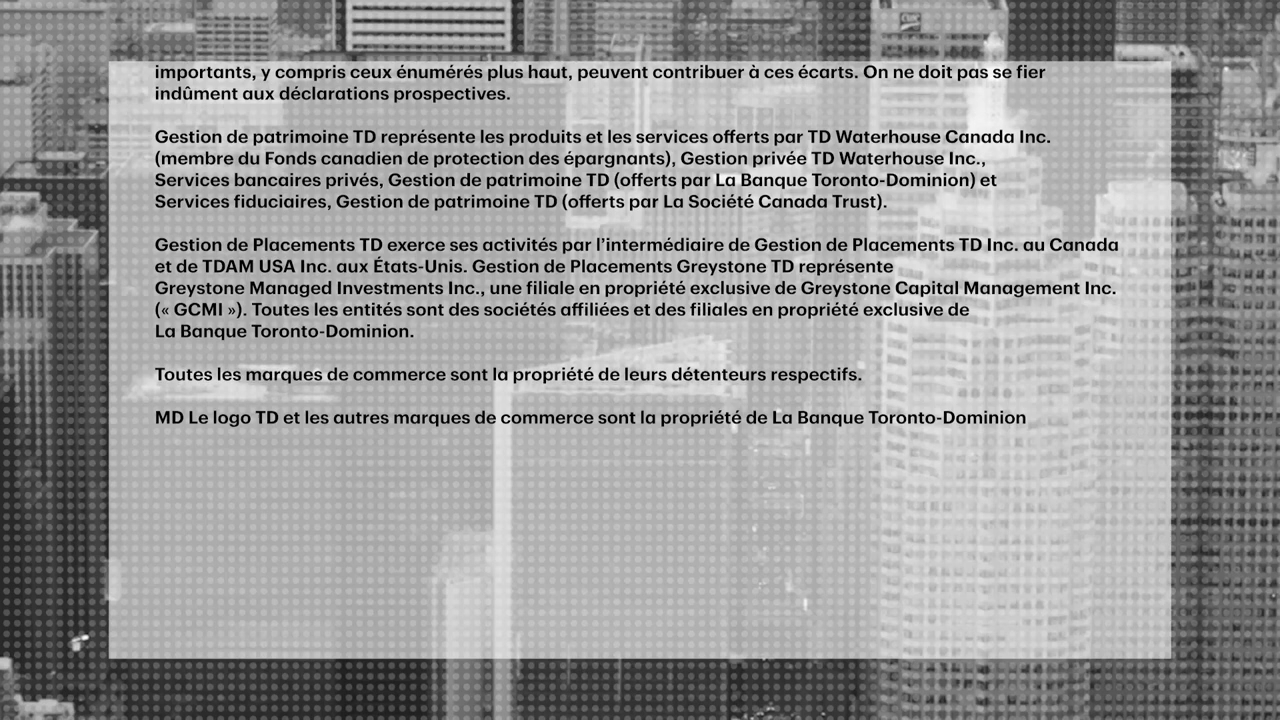 importants, y compris ceux énumérés plus haut, peuvent contribuer à ces écarts. On ne doit pas se fier
indûment aux déclarations prospectives.
Gestion de patrimoine TD représente les produits et les services offerts par TD Waterhouse Canada Inc.
(membre du Fonds canadien de protection des épargnants), Gestion privée TD Waterhouse Inc.,
Services bancaires privés, Gestion de patrimoine TD (offerts par La Banque Toronto-Dominion) et
Services fiduciaires, Gestion de patrimoine TD (offerts par La Société Canada Trust).
Gestion de Placements TD exerce ses activités par l’intermédiaire de Gestion de Placements TD Inc. au Canada
et de TDAM USA Inc. aux États-Unis. Gestion de Placements Greystone TD représente
Greystone Managed Investments Inc., une filiale en propriété exclusive de Greystone Capital Management Inc.
(« GCMI »). Toutes les entités sont des sociétés affiliées et des filiales en propriété exclusive de
La Banque Toronto-Dominion.
Toutes les marques de commerce sont la propriété de leurs détenteurs respectifs.
MD Le logo TD et les autres marques de commerce sont la propriété de La Banque Toronto-Dominion